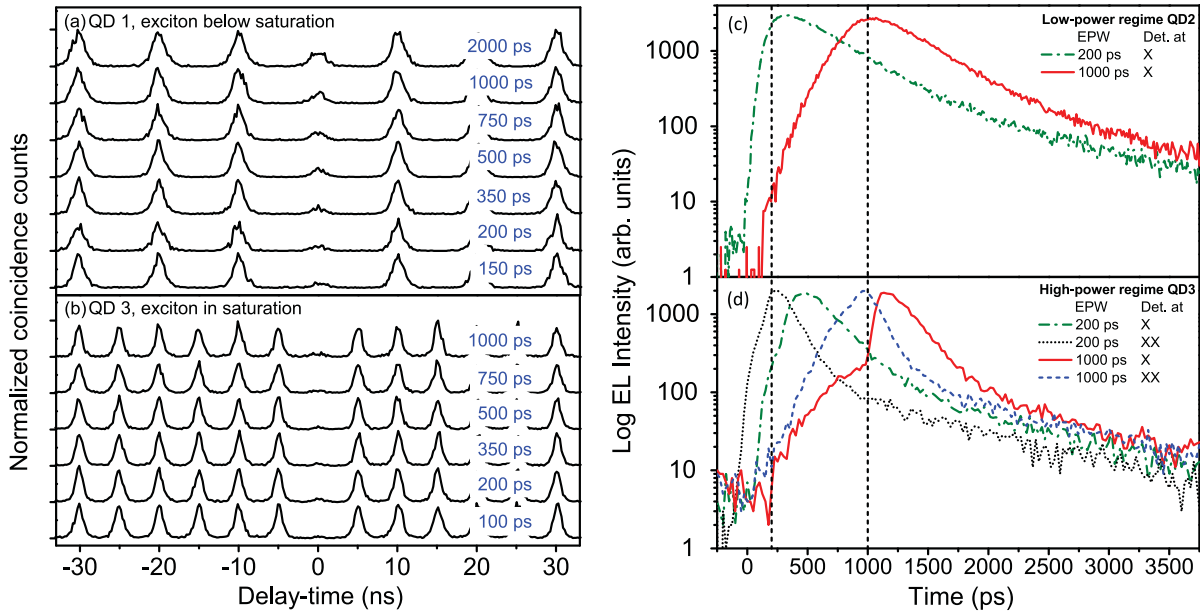 (a) QD 1, exciton below saturation
2000 ps
1000 ps
750 ps
500 ps
350 ps
200 ps
150 ps
(b) QD 3, exciton in saturation
1000 ps
750 ps
500 ps
350 ps
200 ps
100 ps
Normalized coincidence counts
-30 -20 -10 0 10 20 30
Delay-time (ns)
(c)
Low-power regime QD2
EPW Det. at
200 ps X
1000 ps X
1000
100
10
1
(d)
High-power regime QD3
EPW Det. at
200 ps X
200 ps XX
1000 ps X
1000 ps XX
1000
100
10
1
Log EL Intensity (arb. units)
0 500 1000 1500 2000 2500 3000 3500
Time (ps)